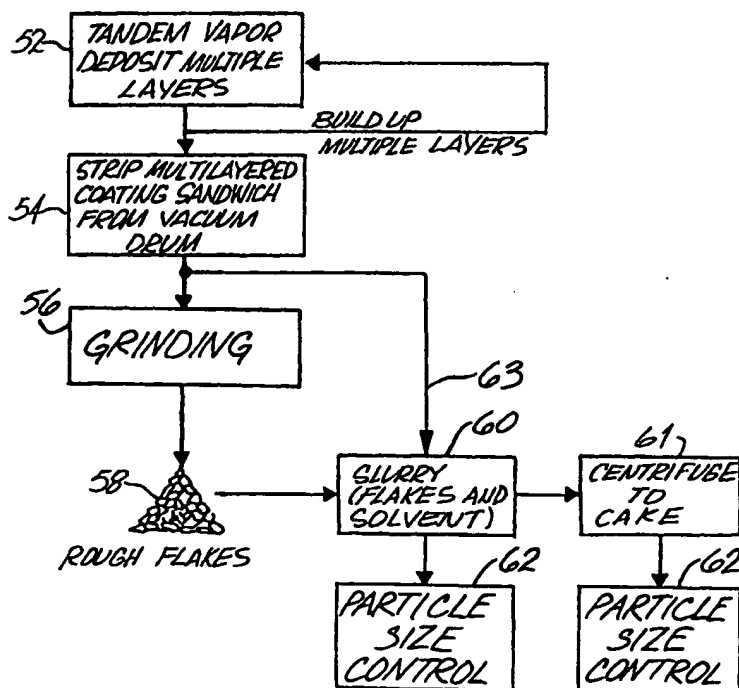 52
TANDEM VAPOR
DEPOSIT MULTIPLE
LAYERS
BUILD UP
MULTIPLE LAYERS
54
STRIP MULTILAYERED
COATING SANDWICH
FROM VACUUM
DRUM
56
GRINDING
63
60
61
58
SLURRY
(FLAKES AND
SOLVENT)
CENTRIFUGE
TO
CAKE
ROUGH FLAKES
62
62
PARTICLE
SIZE
CONTROL
PARTICLE
SIZE
CONTROL